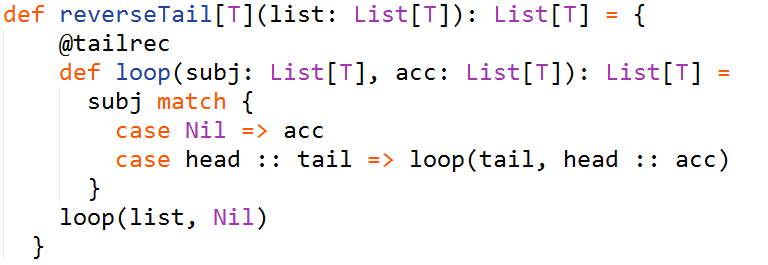 def reverseTail[T](list: List[T]): List[T] = {
    @tailrec
    def loop(subj: List[T], acc: List[T]): List[T] =
      subj match {
        case Nil => acc
        case head :: tail => loop(tail, head :: acc)
      }
    loop(list, Nil)
  }